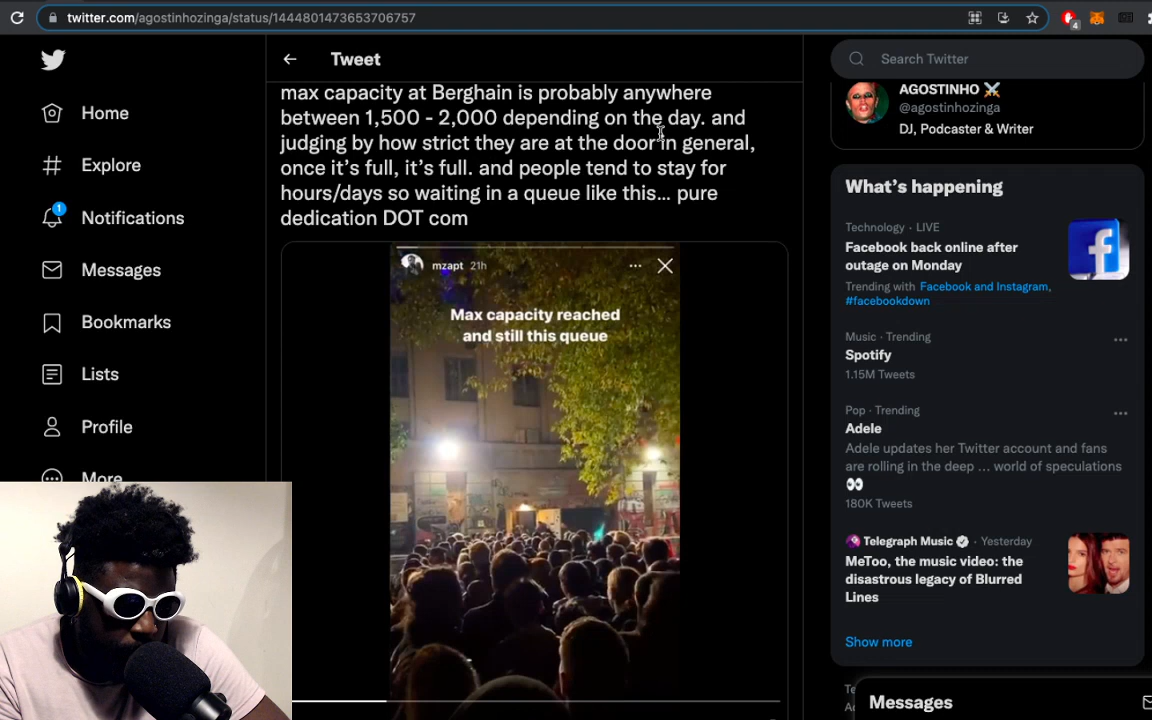 twitter.com/agostinhozinga/status/1444801473653706757
4
Home
Explore
1
Notifications
Messages
Bookmarks
Lists
Profile
More
Tweet
max capacity at Berghain is probably anywhere
between 1,500 - 2,000 depending on the day. and
judging by how strict they are at the door in general,
once it’s full, it’s full. and people tend to stay for
hours/days so waiting in a queue like this... pure
dedication DOT com
mzapt 21h
Max capacity reached
and still this queue
Search Twitter
AGOSTINHO
@agostinhozinga
DJ, Podcaster & Writer
What’s happening
Technology · LIVE
Facebook back online after
outage on Monday
Trending with Facebook and Instagram,
#facebookdown
Music · Trending
Spotify
1.15M Tweets
Pop · Trending
Adele
Adele updates her Twitter account and fans
are rolling in the deep ... world of speculations
180K Tweets
Telegraph Music · Yesterday
MeToo, the music video: the
disastrous legacy of Blurred
Lines
Show more
Messages